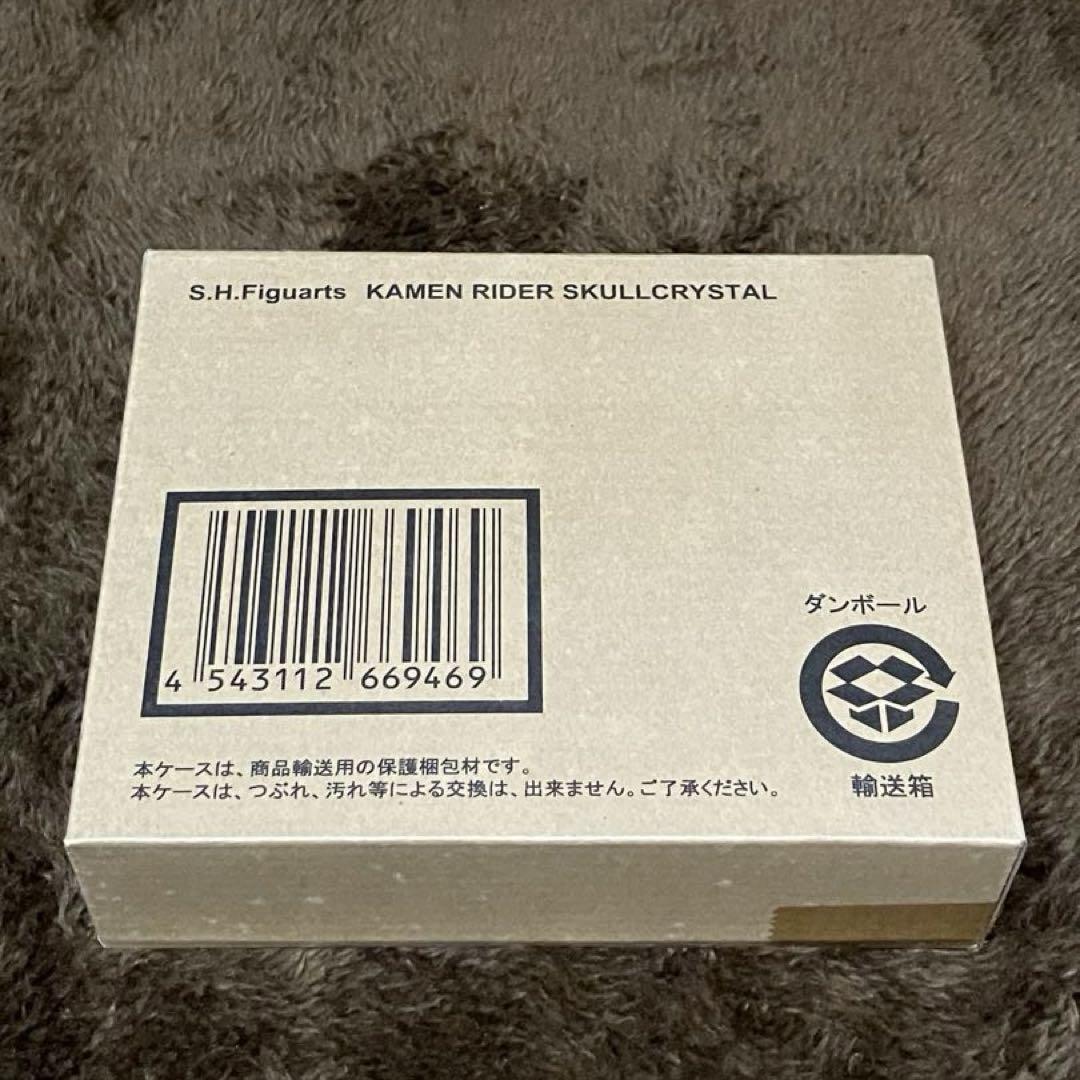 S.H.Figuarts KAMEN RIDER SKULLCRYSTAL
4 543112 669469
ダンボール
輸送箱
本ケースは、商品輸送用の保護梱包材です。
本ケースは、つぶれ、汚れ等による交換は、出来ません。ご了承ください。